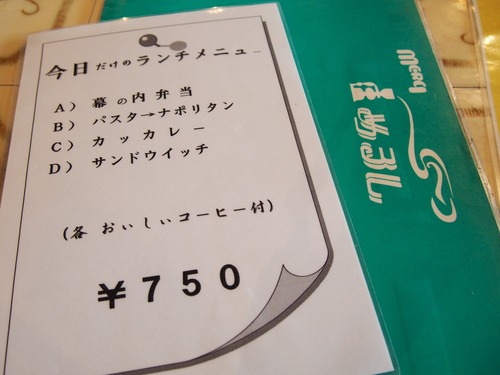 今日だけのランチメニュー
A） 幕の内弁当
B） パスタ→ナポリタン
C） カッカレー
D） サンドウイッチ
（各 おいしいコーヒー付）
￥750